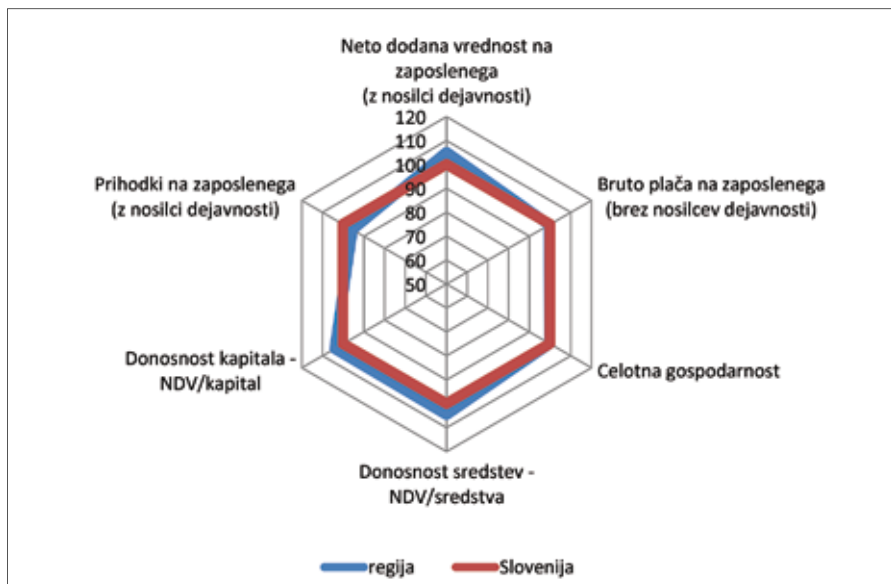 Neto dodana vrednost na
zaposlenega
(z nosilci dejavnosti)
120
110
100
90
80
70
60
50
Prihodki na zaposlenega
(z nosilci dejavnosti)
Bruto plača na zaposlenega
(brez nosilcev dejavnosti)
Donosnost kapitala -
NDV/kapital
Celotna gospodarnost
Donosnost sredstev -
NDV/sredstva
regija
Slovenija